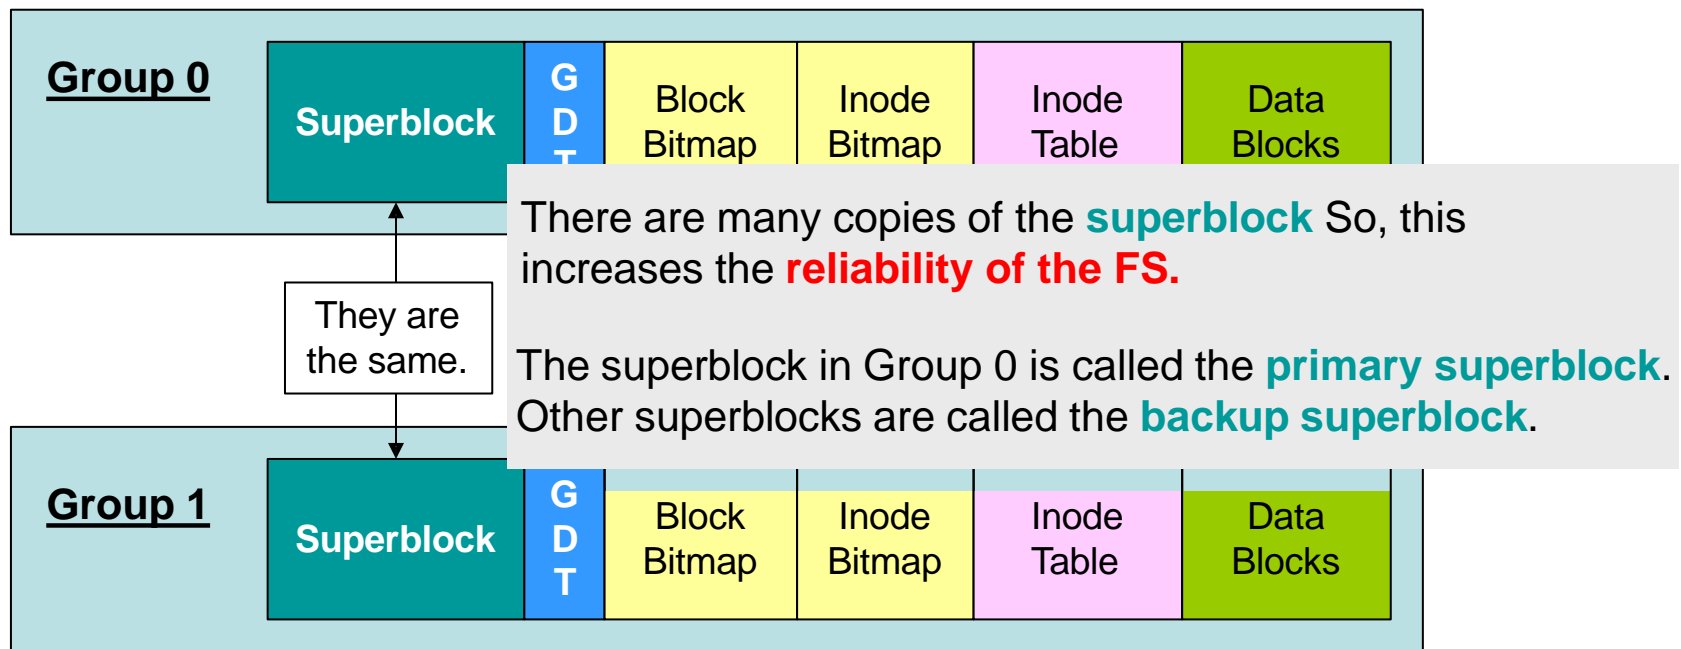 Group 0
Superblock
G
D
T
Block
Bitmap
Inode
Bitmap
Inode
Table
Data
Blocks
There are many copies of the superblock So, this
increases the reliability of the FS.
They are
the same.
The superblock in Group 0 is called the primary superblock.
Other superblocks are called the backup superblock.
Group 1
Superblock
G
D
T
Block
Bitmap
Inode
Bitmap
Inode
Table
Data
Blocks